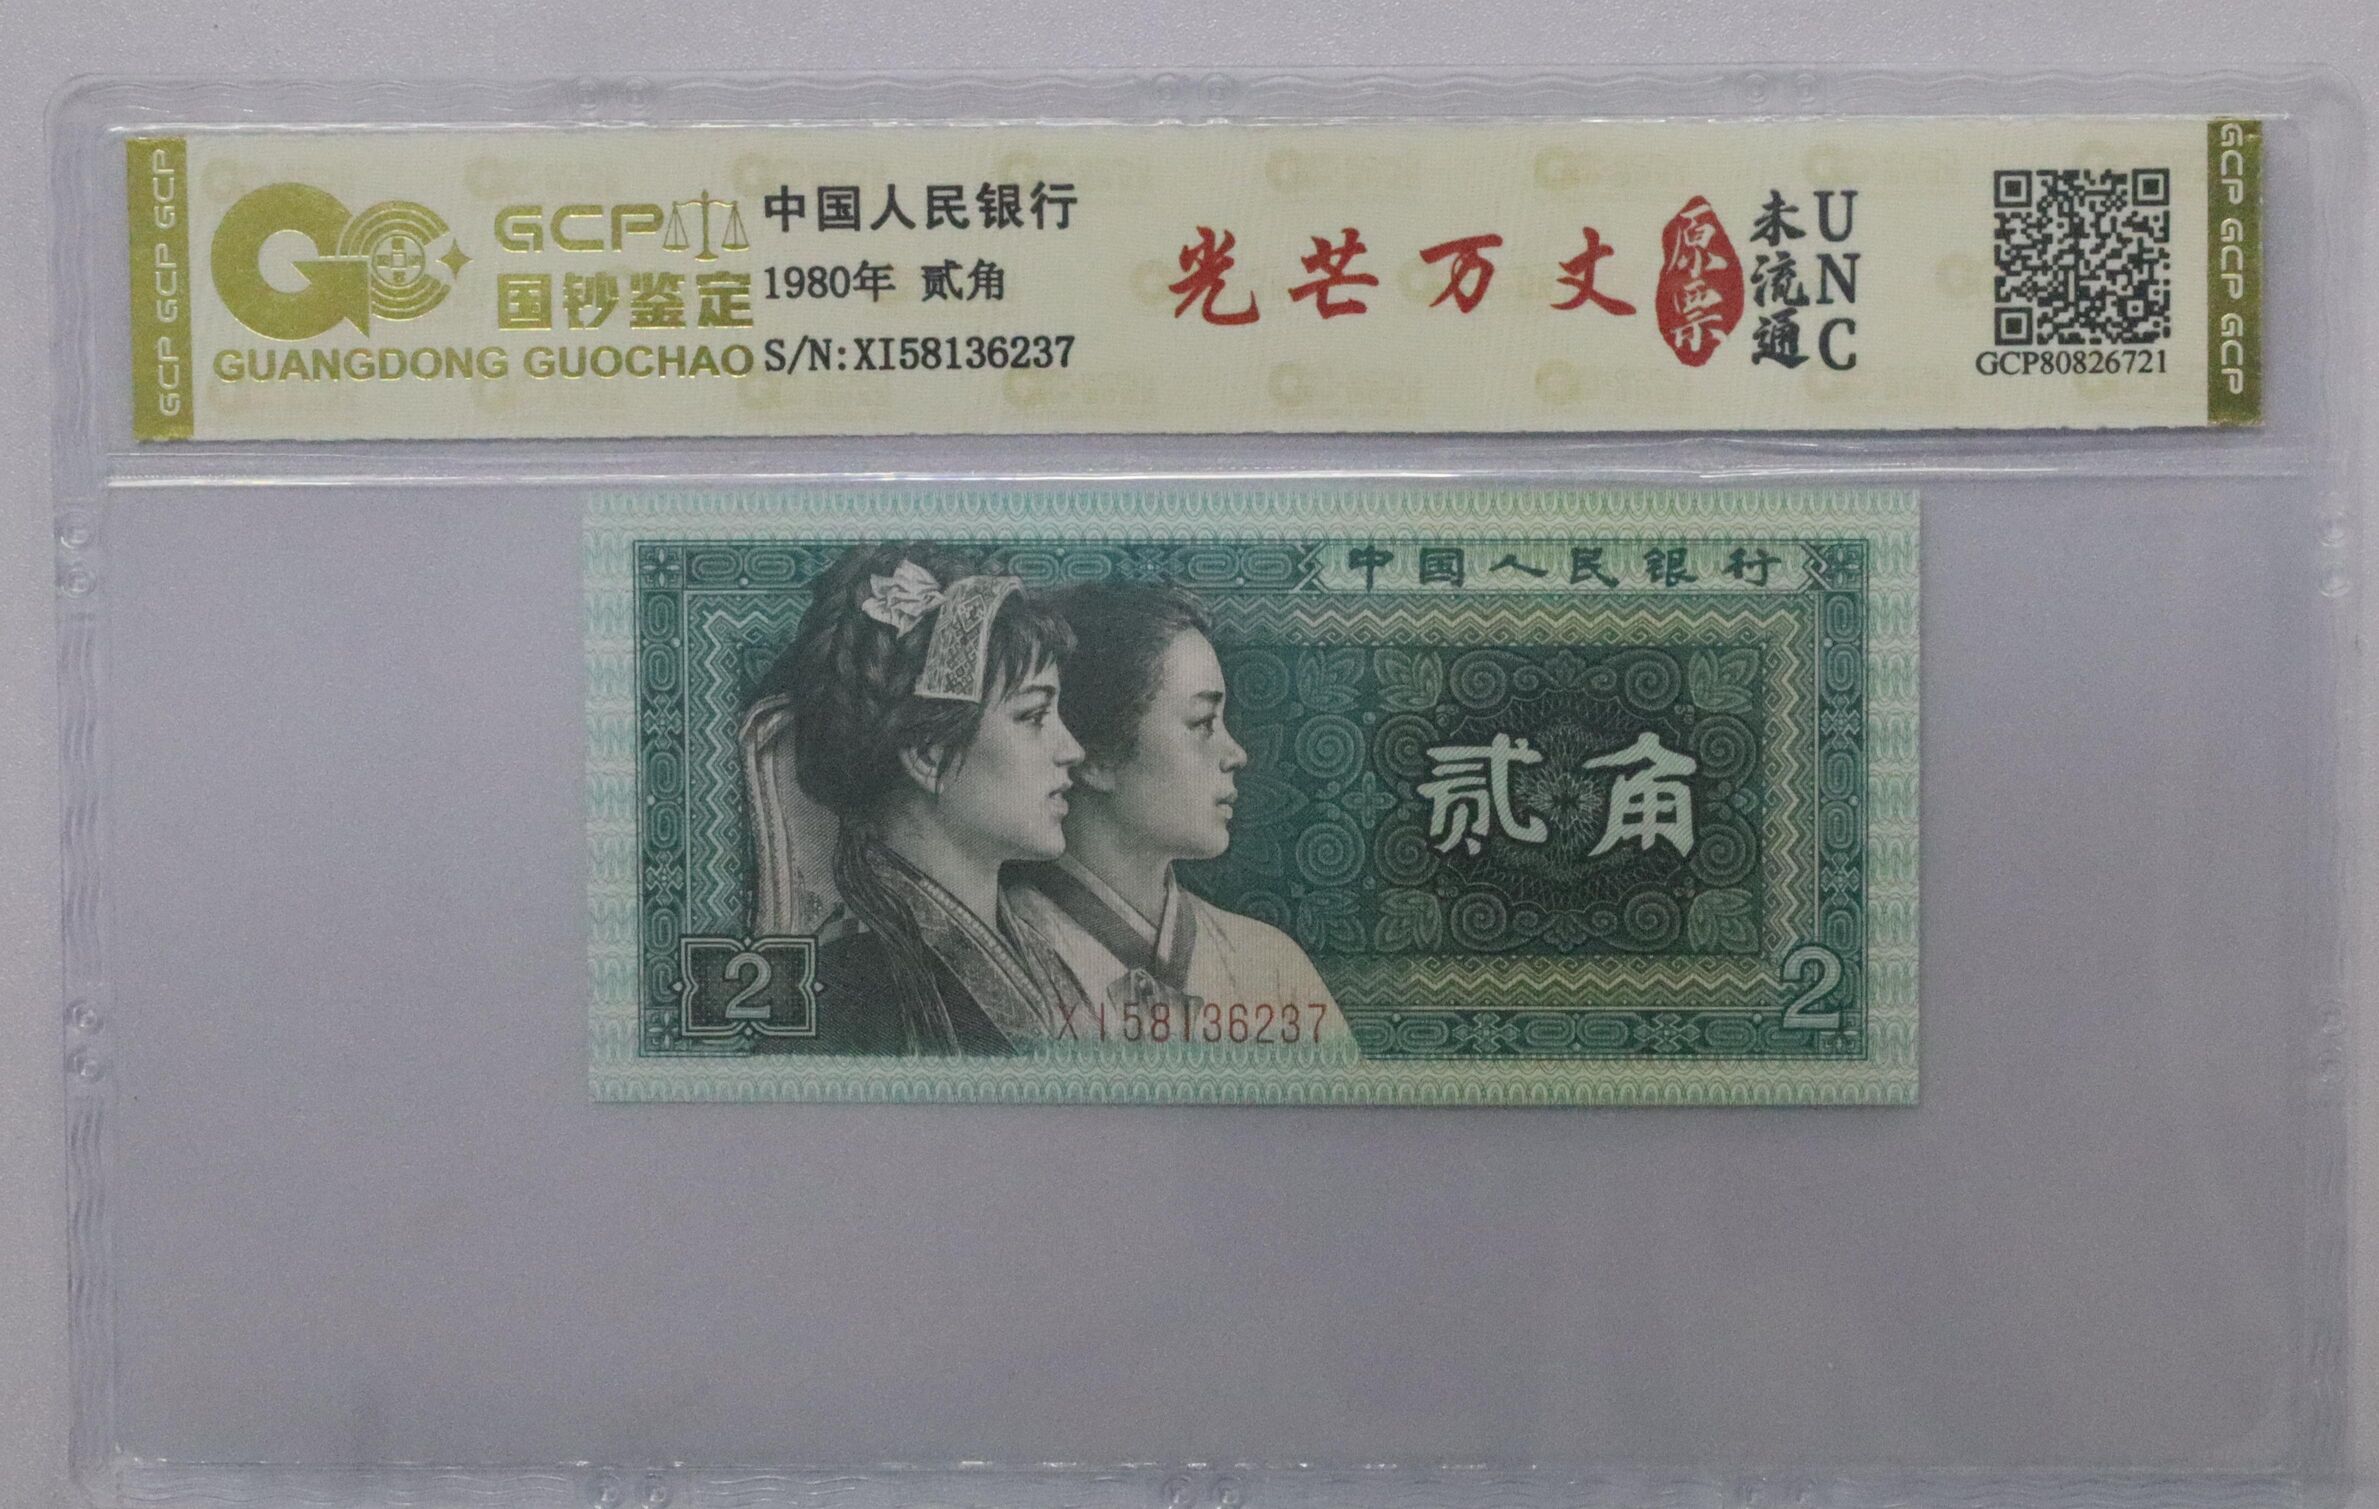 GCP GCP GCP
GCP
国钞鉴定
GUANGDONG GUOCHAO
中国人民银行
1980年 贰角
S/N:XI58136237
光芒万丈
原票
未流通
UNC
GCP80826721
GCP GCP GCP
中国人民银行
贰角
2
XI58136237
2